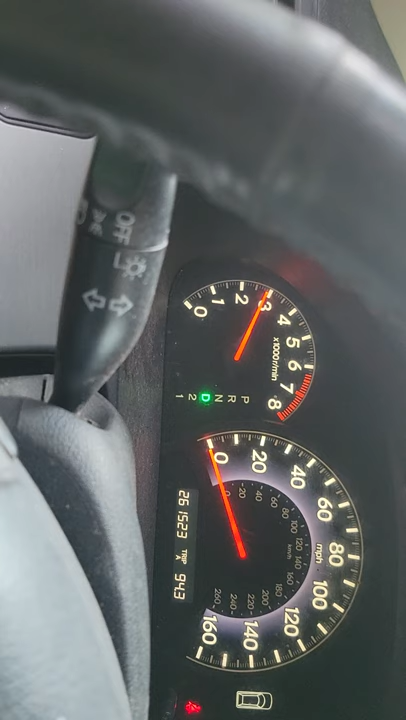 OFF
0 1 2 3 4 5 6 7 8
x1000r/min
P
R
N
D
2
1
0 20 40 60 80 100 120 140 160
mph
0 20 40 60 80 100 120 140 160 180 200 220 240 260
km/h
261523 TRIP A 943